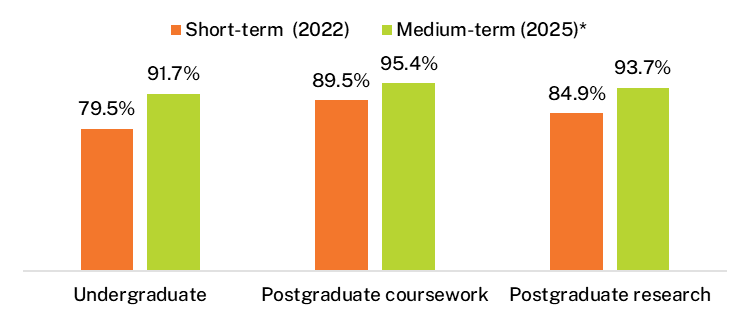 Short-term (2022) Medium-term (2025)*
79.5% 91.7% 89.5% 95.4% 84.9% 93.7%
Undergraduate Postgraduate coursework Postgraduate research